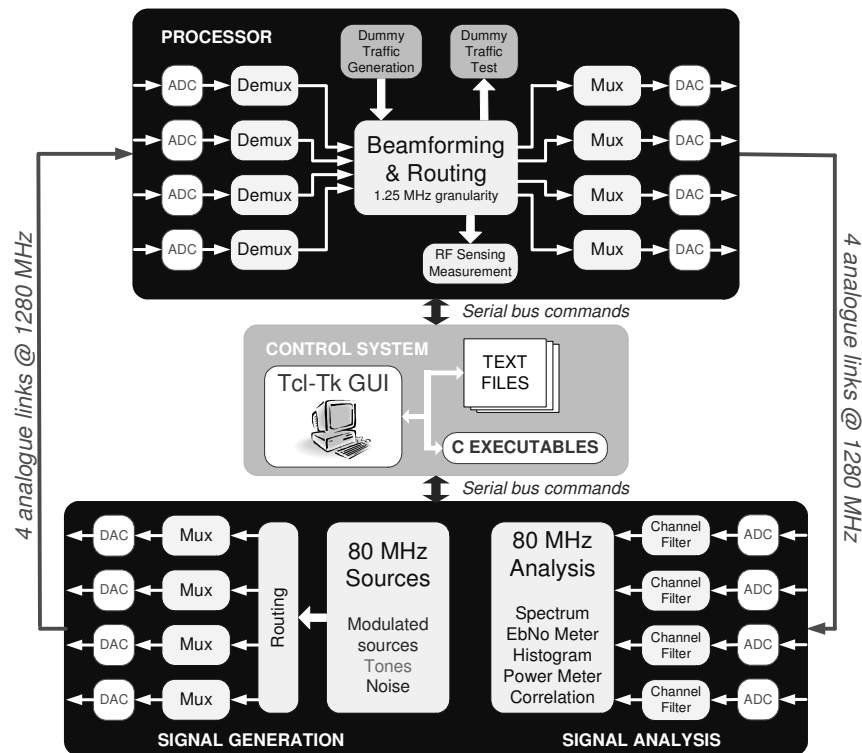 PROCESSOR
Dummy
Traffic
Generation
Dummy
Traffic
Test
ADC
Demux
Mux
DAC
ADC
Demux
Mux
DAC
ADC
Demux
Mux
DAC
ADC
Demux
Mux
DAC
Beamforming
& Routing
1.25 MHz granularity
RF Sensing
Measurement
4 analogue links @ 1280 MHz
4 analogue links @ 1280 MHz
Serial bus commands
CONTROL SYSTEM
Tcl-Tk GUI
TEXT
FILES
C EXECUTABLES
Serial bus commands
DAC
Mux
DAC
Mux
DAC
Mux
DAC
Mux
Routing
80 MHz
Sources
Modulated
sources
Tones
Noise
80 MHz
Analysis
Spectrum
EbNo Meter
Histogram
Power Meter
Correlation
Channel
Filter
ADC
Channel
Filter
ADC
Channel
Filter
ADC
Channel
Filter
ADC
SIGNAL GENERATION
SIGNAL ANALYSIS